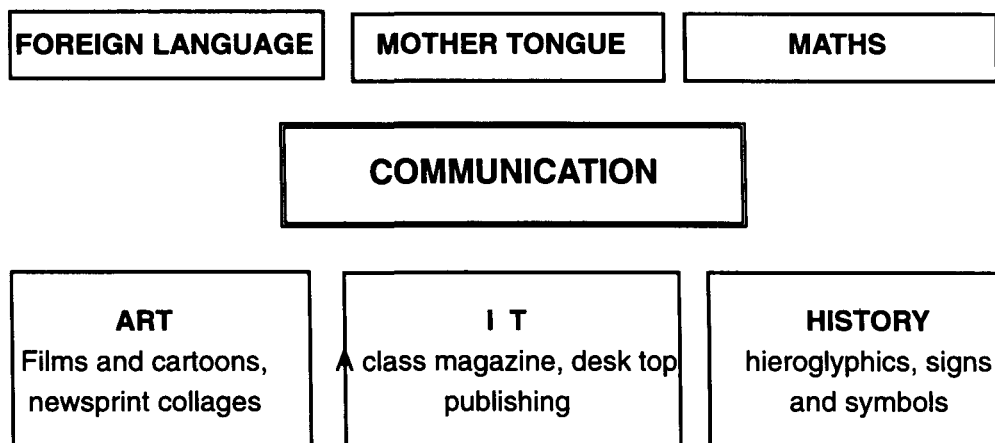 FOREIGN LANGUAGE
MOTHER TONGUE
MATHS
COMMUNICATION
ART
Films and cartoons,
newsprint collages
I T
A class magazine, desk top
publishing
HISTORY
hieroglyphics, signs
and symbols